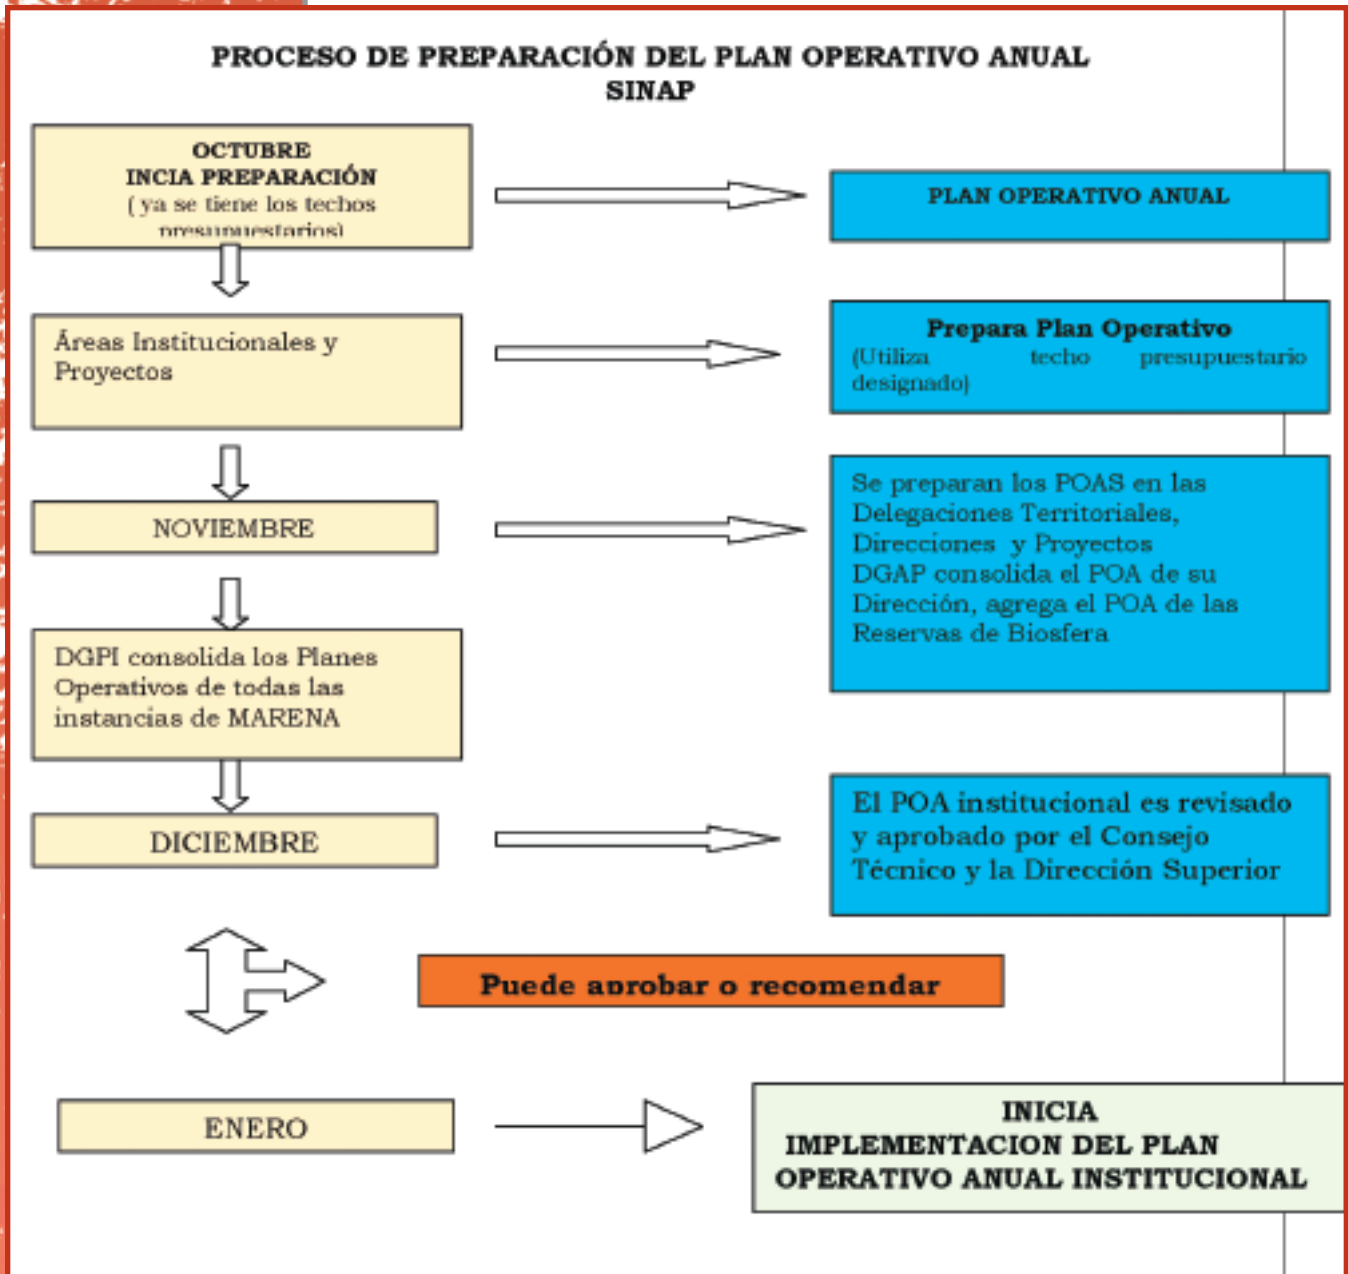 PROCESO DE PREPARACIÓN DEL PLAN OPERATIVO ANUAL
SINAP
OCTUBRE
INCIA PREPARACIÓN
( ya se tiene los techos
presupuestarios)
PLAN OPERATIVO ANUAL
Áreas Institucionales y
Proyectos
Prepara Plan Operativo
(Utiliza techo presupuestario
designado)
NOVIEMBRE
Se preparan los POAS en las
Delegaciones Territoriales,
Direcciones y Proyectos
DGAP consolida el POA de su
Dirección, agrega el POA de las
Reservas de Biosfera
DGPI consolida los Planes
Operativos de todas las
instancias de MARENA
DICIEMBRE
El POA institucional es revisado
y aprobado por el Consejo
Técnico y la Dirección Superior
Puede aprobar o recomendar
ENERO
INICIA
IMPLEMENTACION DEL PLAN
OPERATIVO ANUAL INSTITUCIONAL